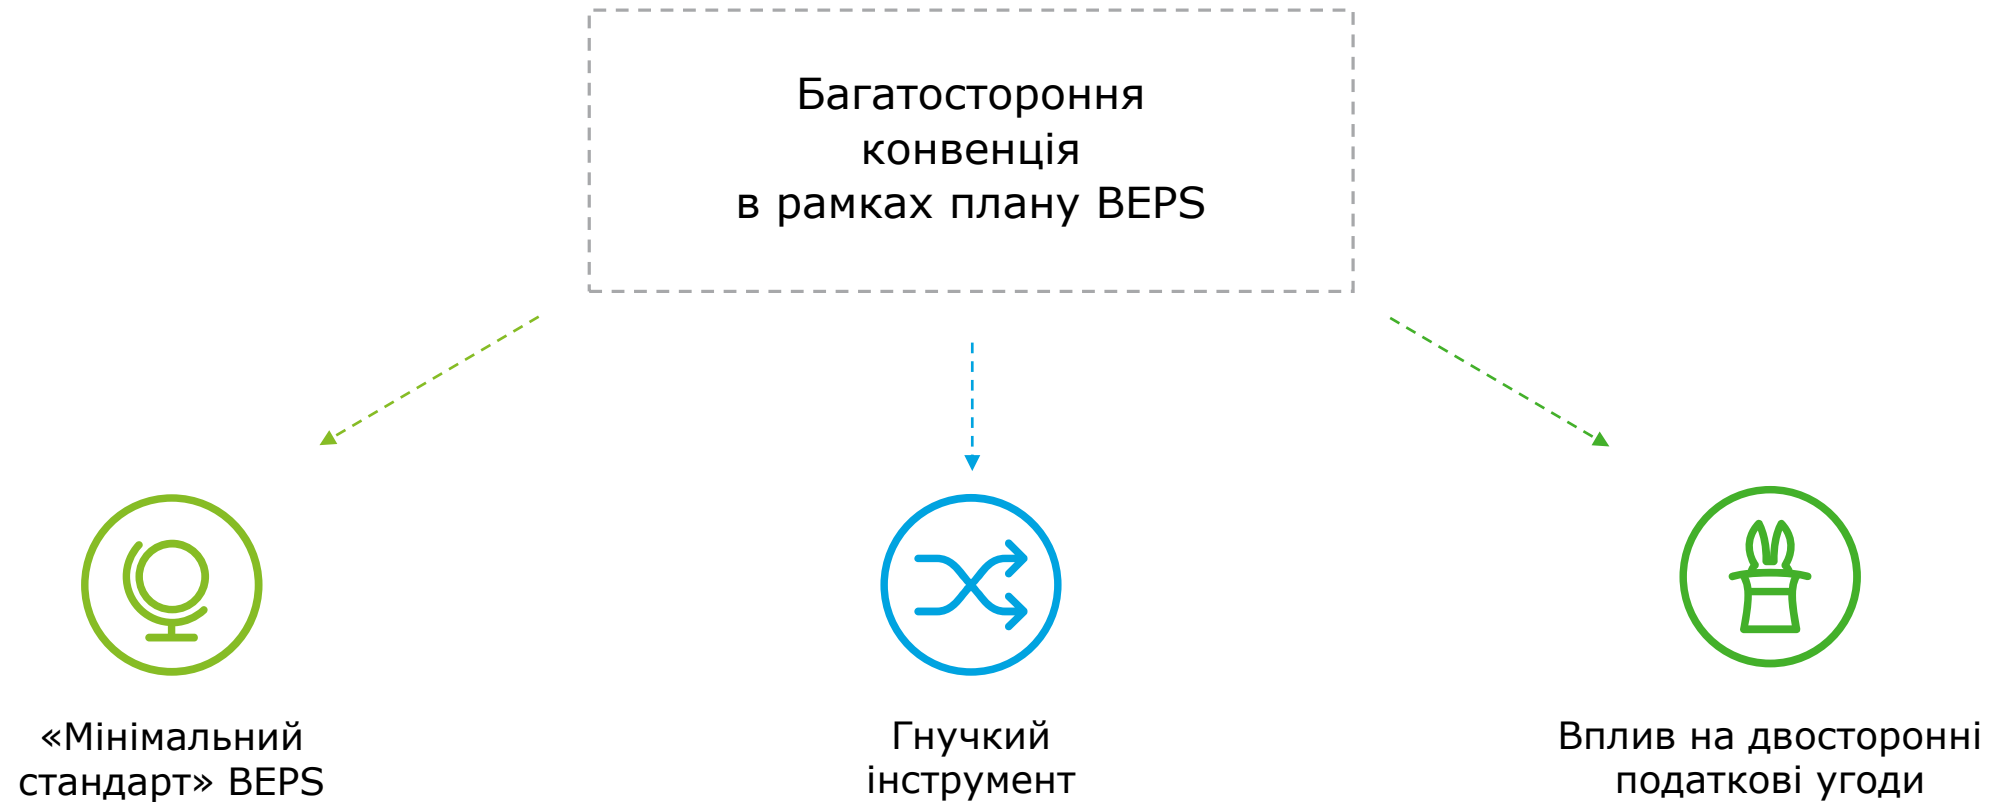 Багатостороння
конвенція
в рамках плану BEPS
«Мінімальний
стандарт» BEPS
Гнучкий
інструмент
Вплив на двосторонні
податкові угоди